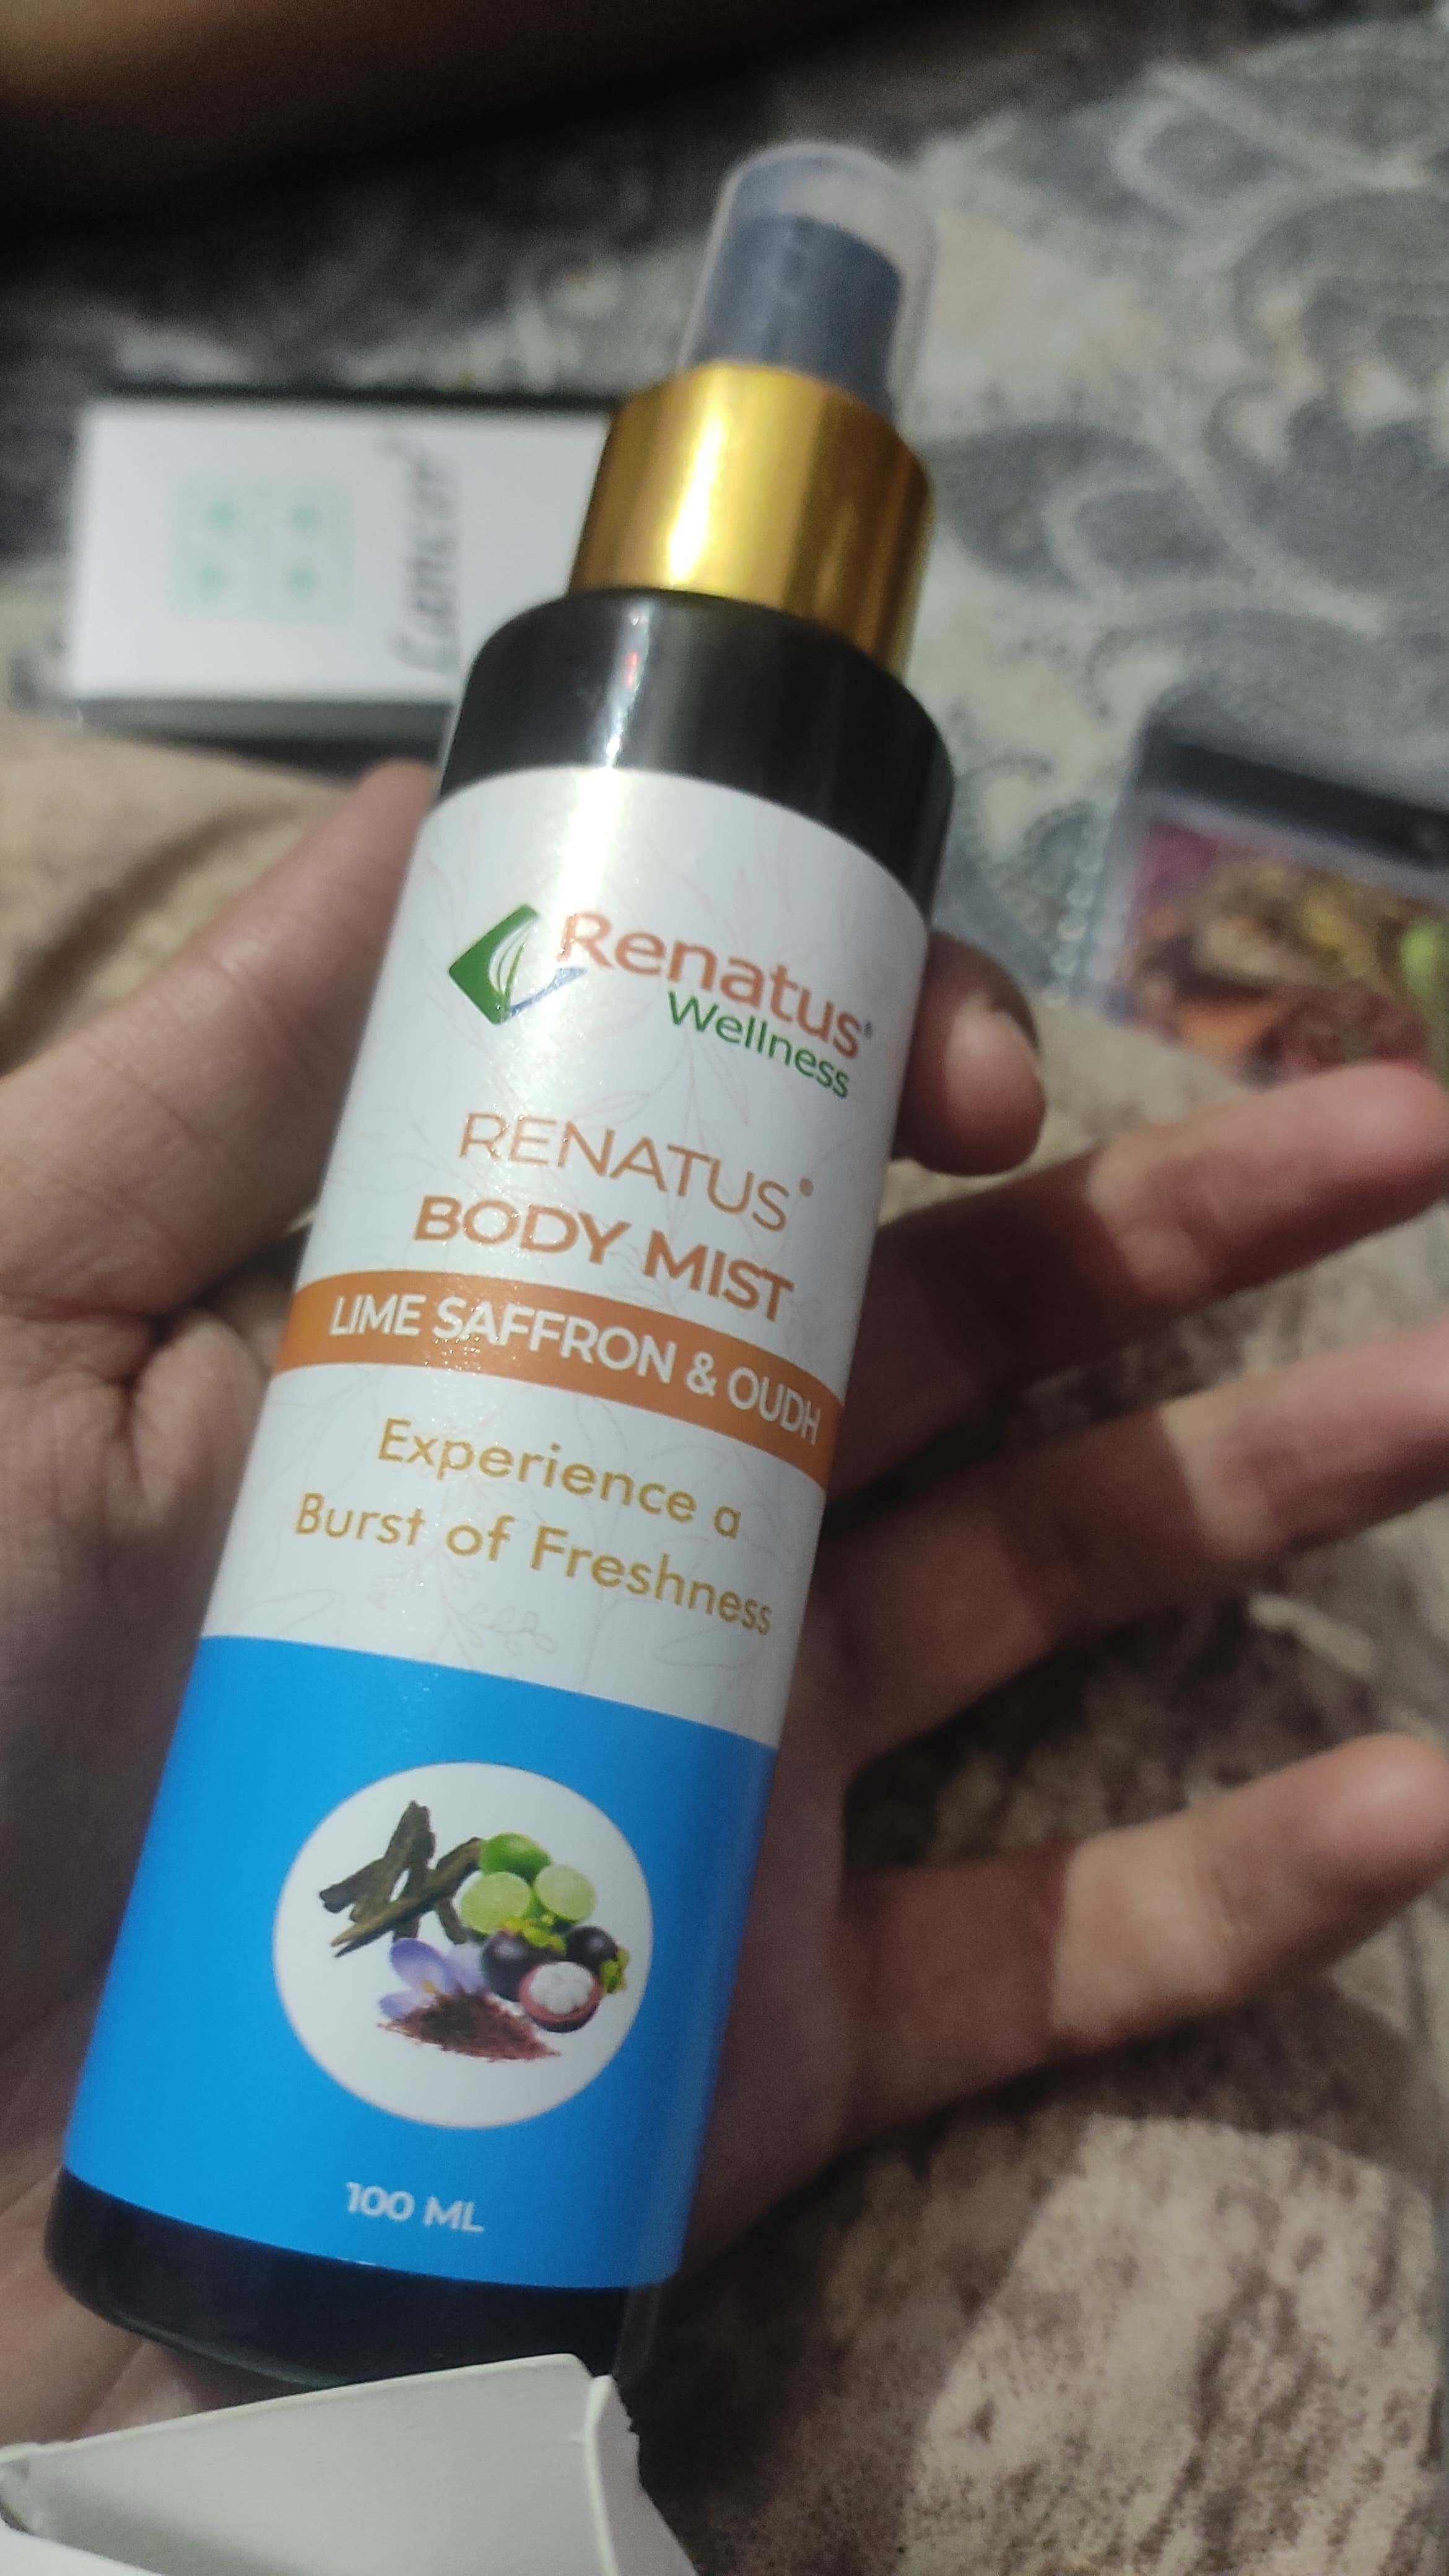 Renatus®
Wellness
RENATUS®
BODY MIST
LIME SAFFRON & OUDH
Experience a
Burst of Freshness
100 ML